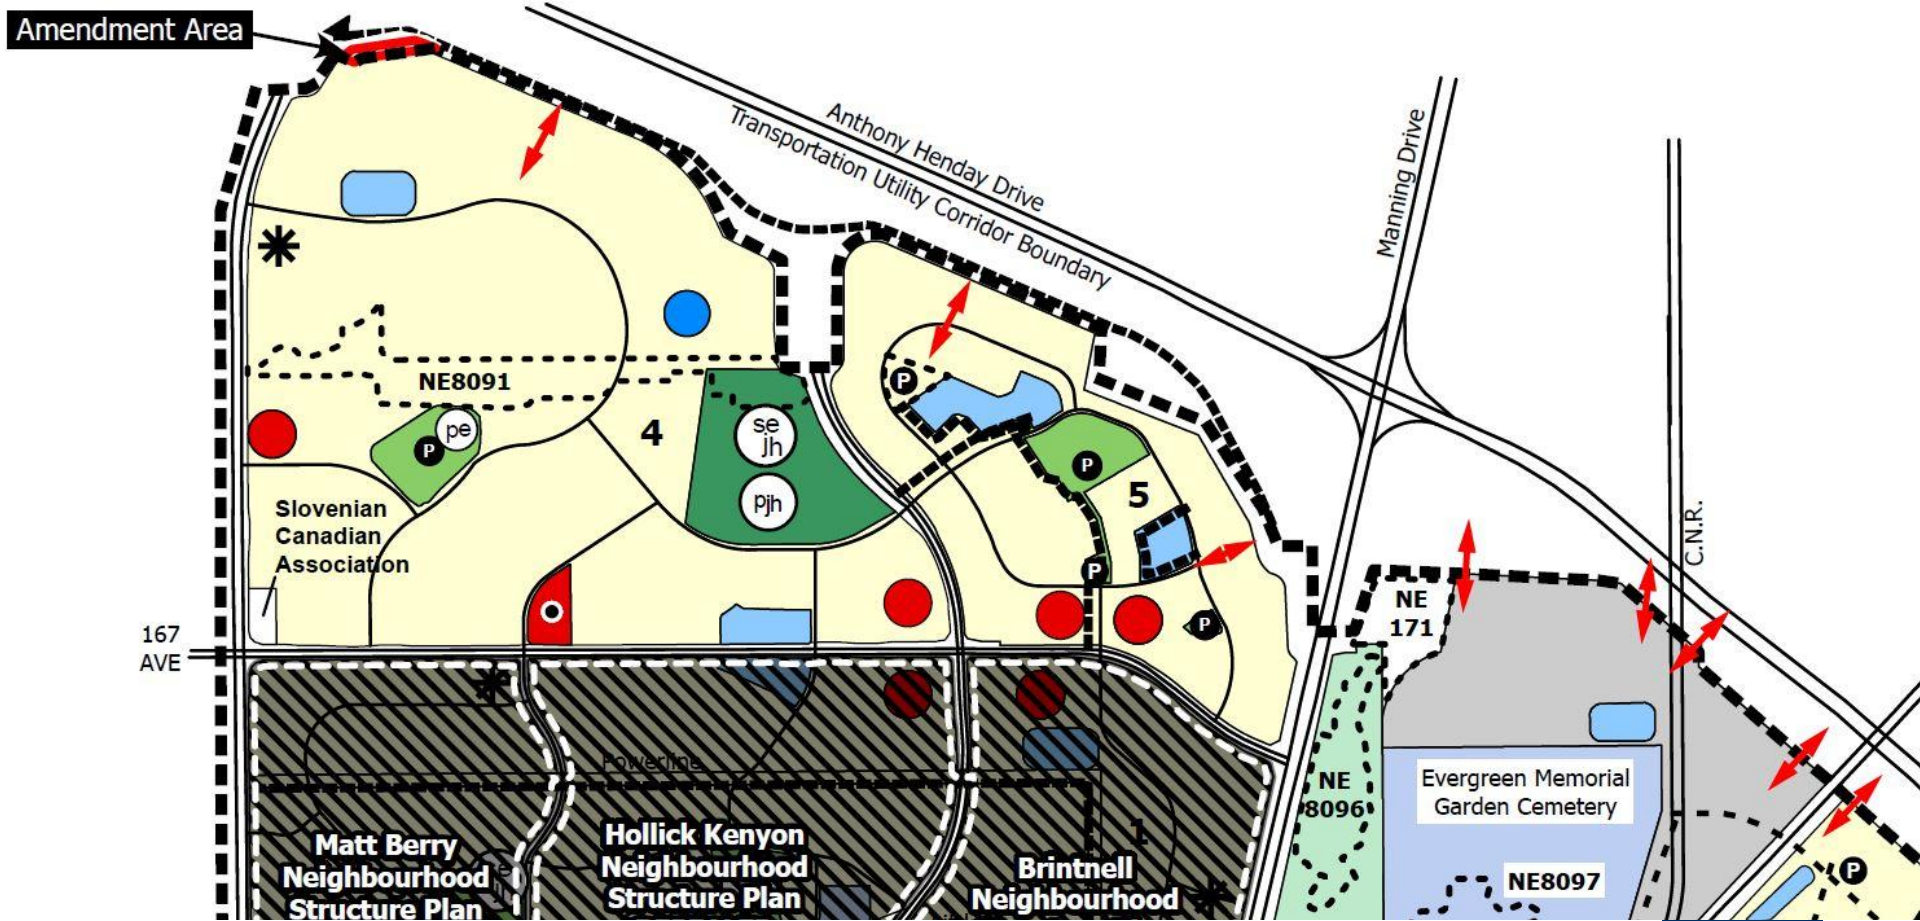 Amendment Area
Anthony Henday Drive
Transportation Utility Corridor Boundary
Manning Drive
C.N.R.
NE8091
P
pe
4
se
jh
pjh
P
P
5
P
P
Slovenian
Canadian
Association
167
AVE
NE
171
NE
8096
Evergreen Memorial
Garden Cemetery
NE8097
P
Powerline
Matt Berry
Neighbourhood
Structure Plan
Hollick Kenyon
Neighbourhood
Structure Plan
1
Brintnell
Neighbourhood